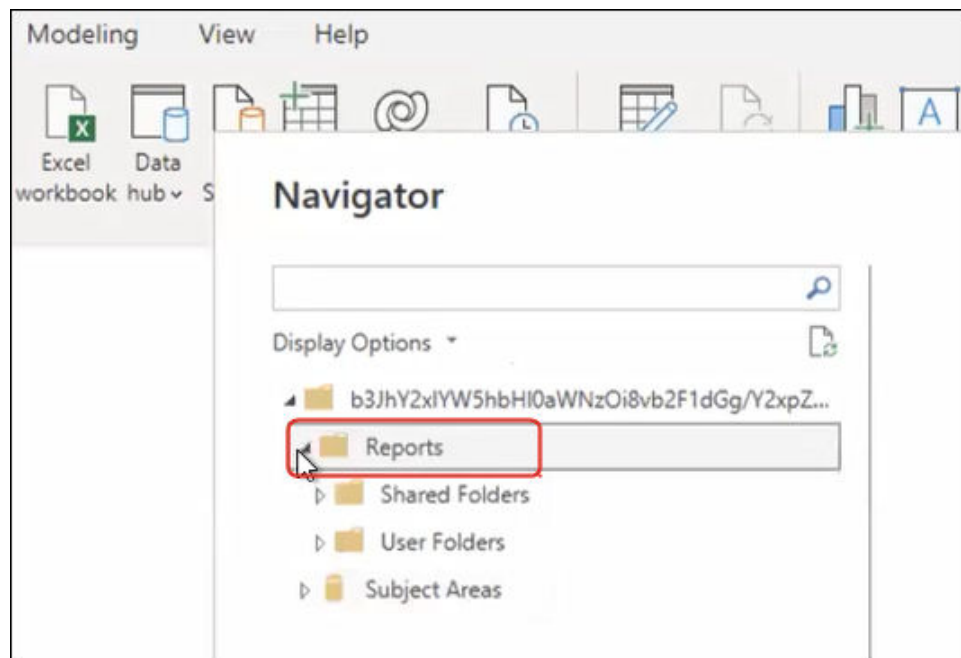 Modeling View Help
Excel workbook
Data hub
S
Navigator
Display Options
b3JhY2xlYW5hbHl0aWNzOi8vb2F1dGg/Y2xpZ...
Reports
Shared Folders
User Folders
Subject Areas